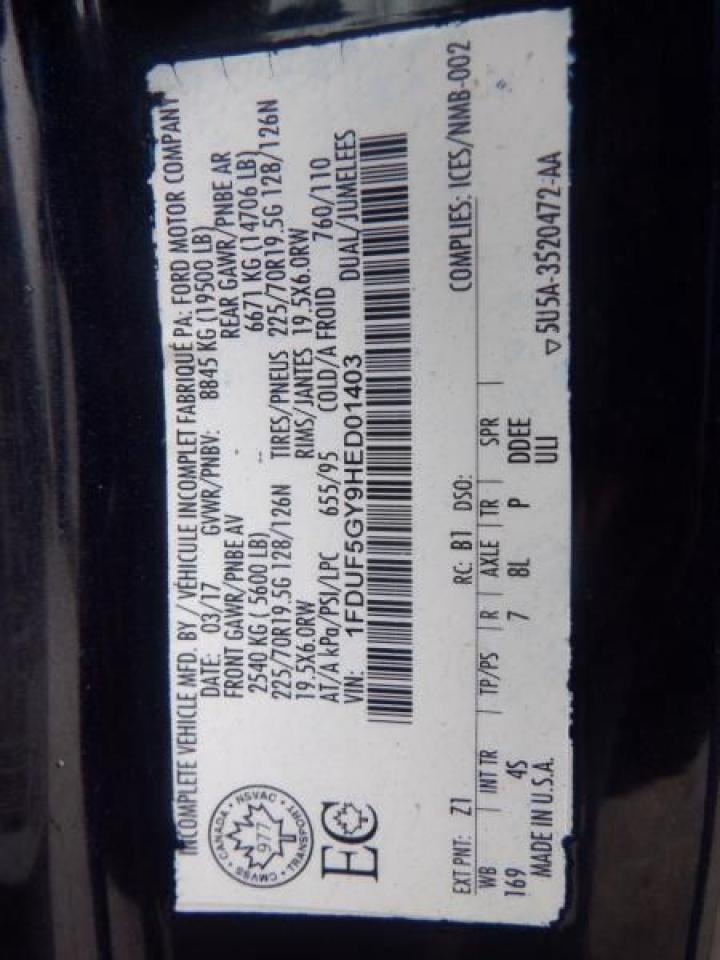 INCOMPLETE VEHICLE MFD. BY / VÉHICULE INCOMPLET FABRIQUÉ PA: FORD MOTOR COMPANY
DATE: 03/17 GVWR/PNBV: 8845 KG (19500 LB)
FRONT GAWR/PNBE AV REAR GAWR/PNBE AR
2540 KG ( 5600 LB) 6671 KG (14706 LB)
225/70R19.5G 128/126N TIRES/PNEUS 225/70R19.5G 128/126N
19.5X6.0RW RIMS/JANTES 19.5X6.0RW
AT/A kPa/PSI/LPC 655/95 COLD/A FROID 760/110
VIN: 1FDUF5GY9HED01403 DUAL/JUMELEES
CANADA • NSVAC • TRANSPORT • CMVSS
977
EC
EXT PNT: Z1 RC: B1 DSO: COMPLIES: ICES/NMB-002
WB | INT TR | TP/PS | R | AXLE | TR | SPR |
169 4S 7 8L P DDEE
MADE IN U.S.A. ULI ▽ 5U5A-3520472-AA